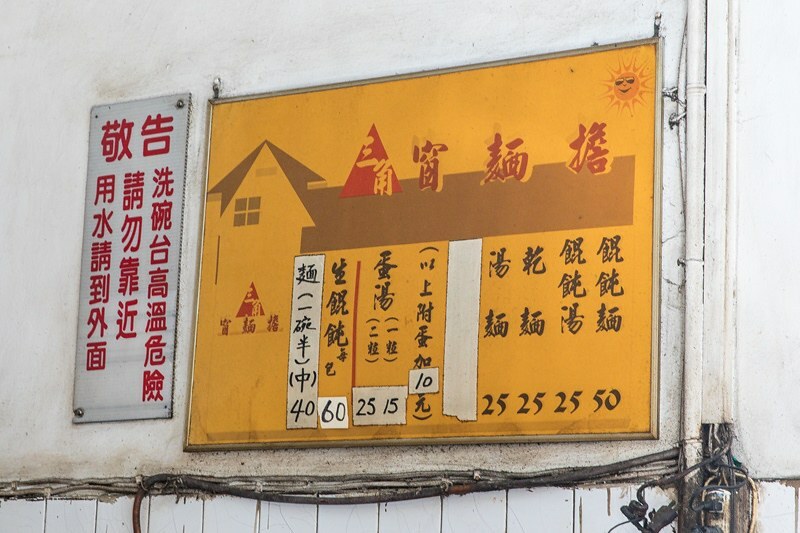 敬告
洗碗台高溫危險
請勿靠近
用水請到外面
三角窗麵擔
餛飩麵 50
餛飩湯 25
乾麵 25
湯麵 25
(以上附蛋加10元)
蛋湯 (一粒) 15
(二粒) 25
生餛飩 每包 60
麵(一碗半)(中) 40
三角
窗麵擔